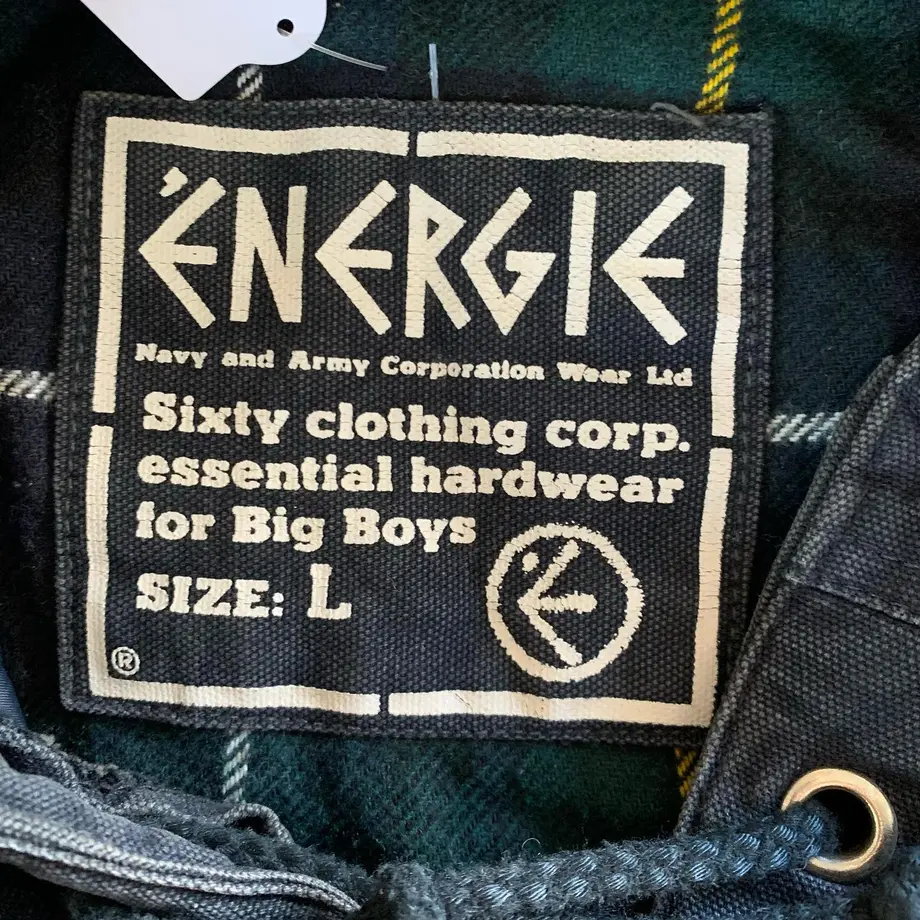 'ENERGIE
Navy and Army Corporation Wear Ltd
Sixty clothing corp.
essential hardwear
for Big Boys
SIZE: L
'E
®